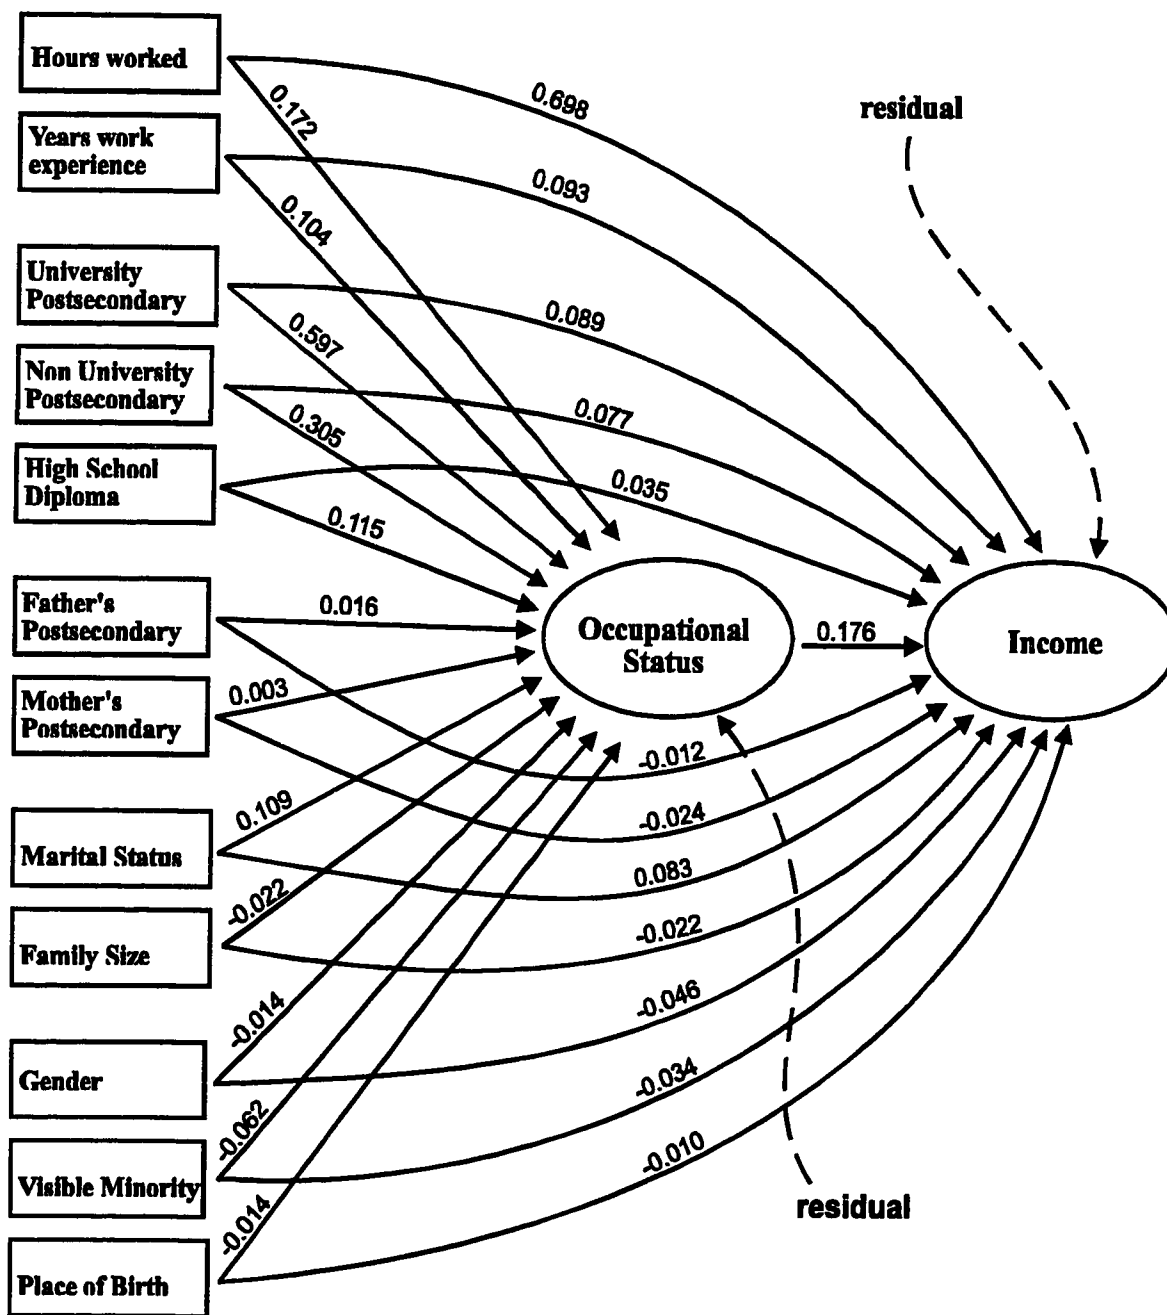 Hours worked
0.698
residual
0.172
Years work
experience
0.093
0.104
University
Postsecondary
0.089
0.597
Non University
Postsecondary
0.077
0.305
High School
Diploma
0.035
0.115
Father's
Postsecondary
0.016
Occupational
Status
0.176
Income
Mother's
Postsecondary
0.003
-0.012
-0.024
Marital Status
0.109
0.083
Family Size
-0.022
-0.022
Gender
-0.014
-0.046
Visible Minority
-0.062
-0.034
Place of Birth
-0.014
-0.010
residual